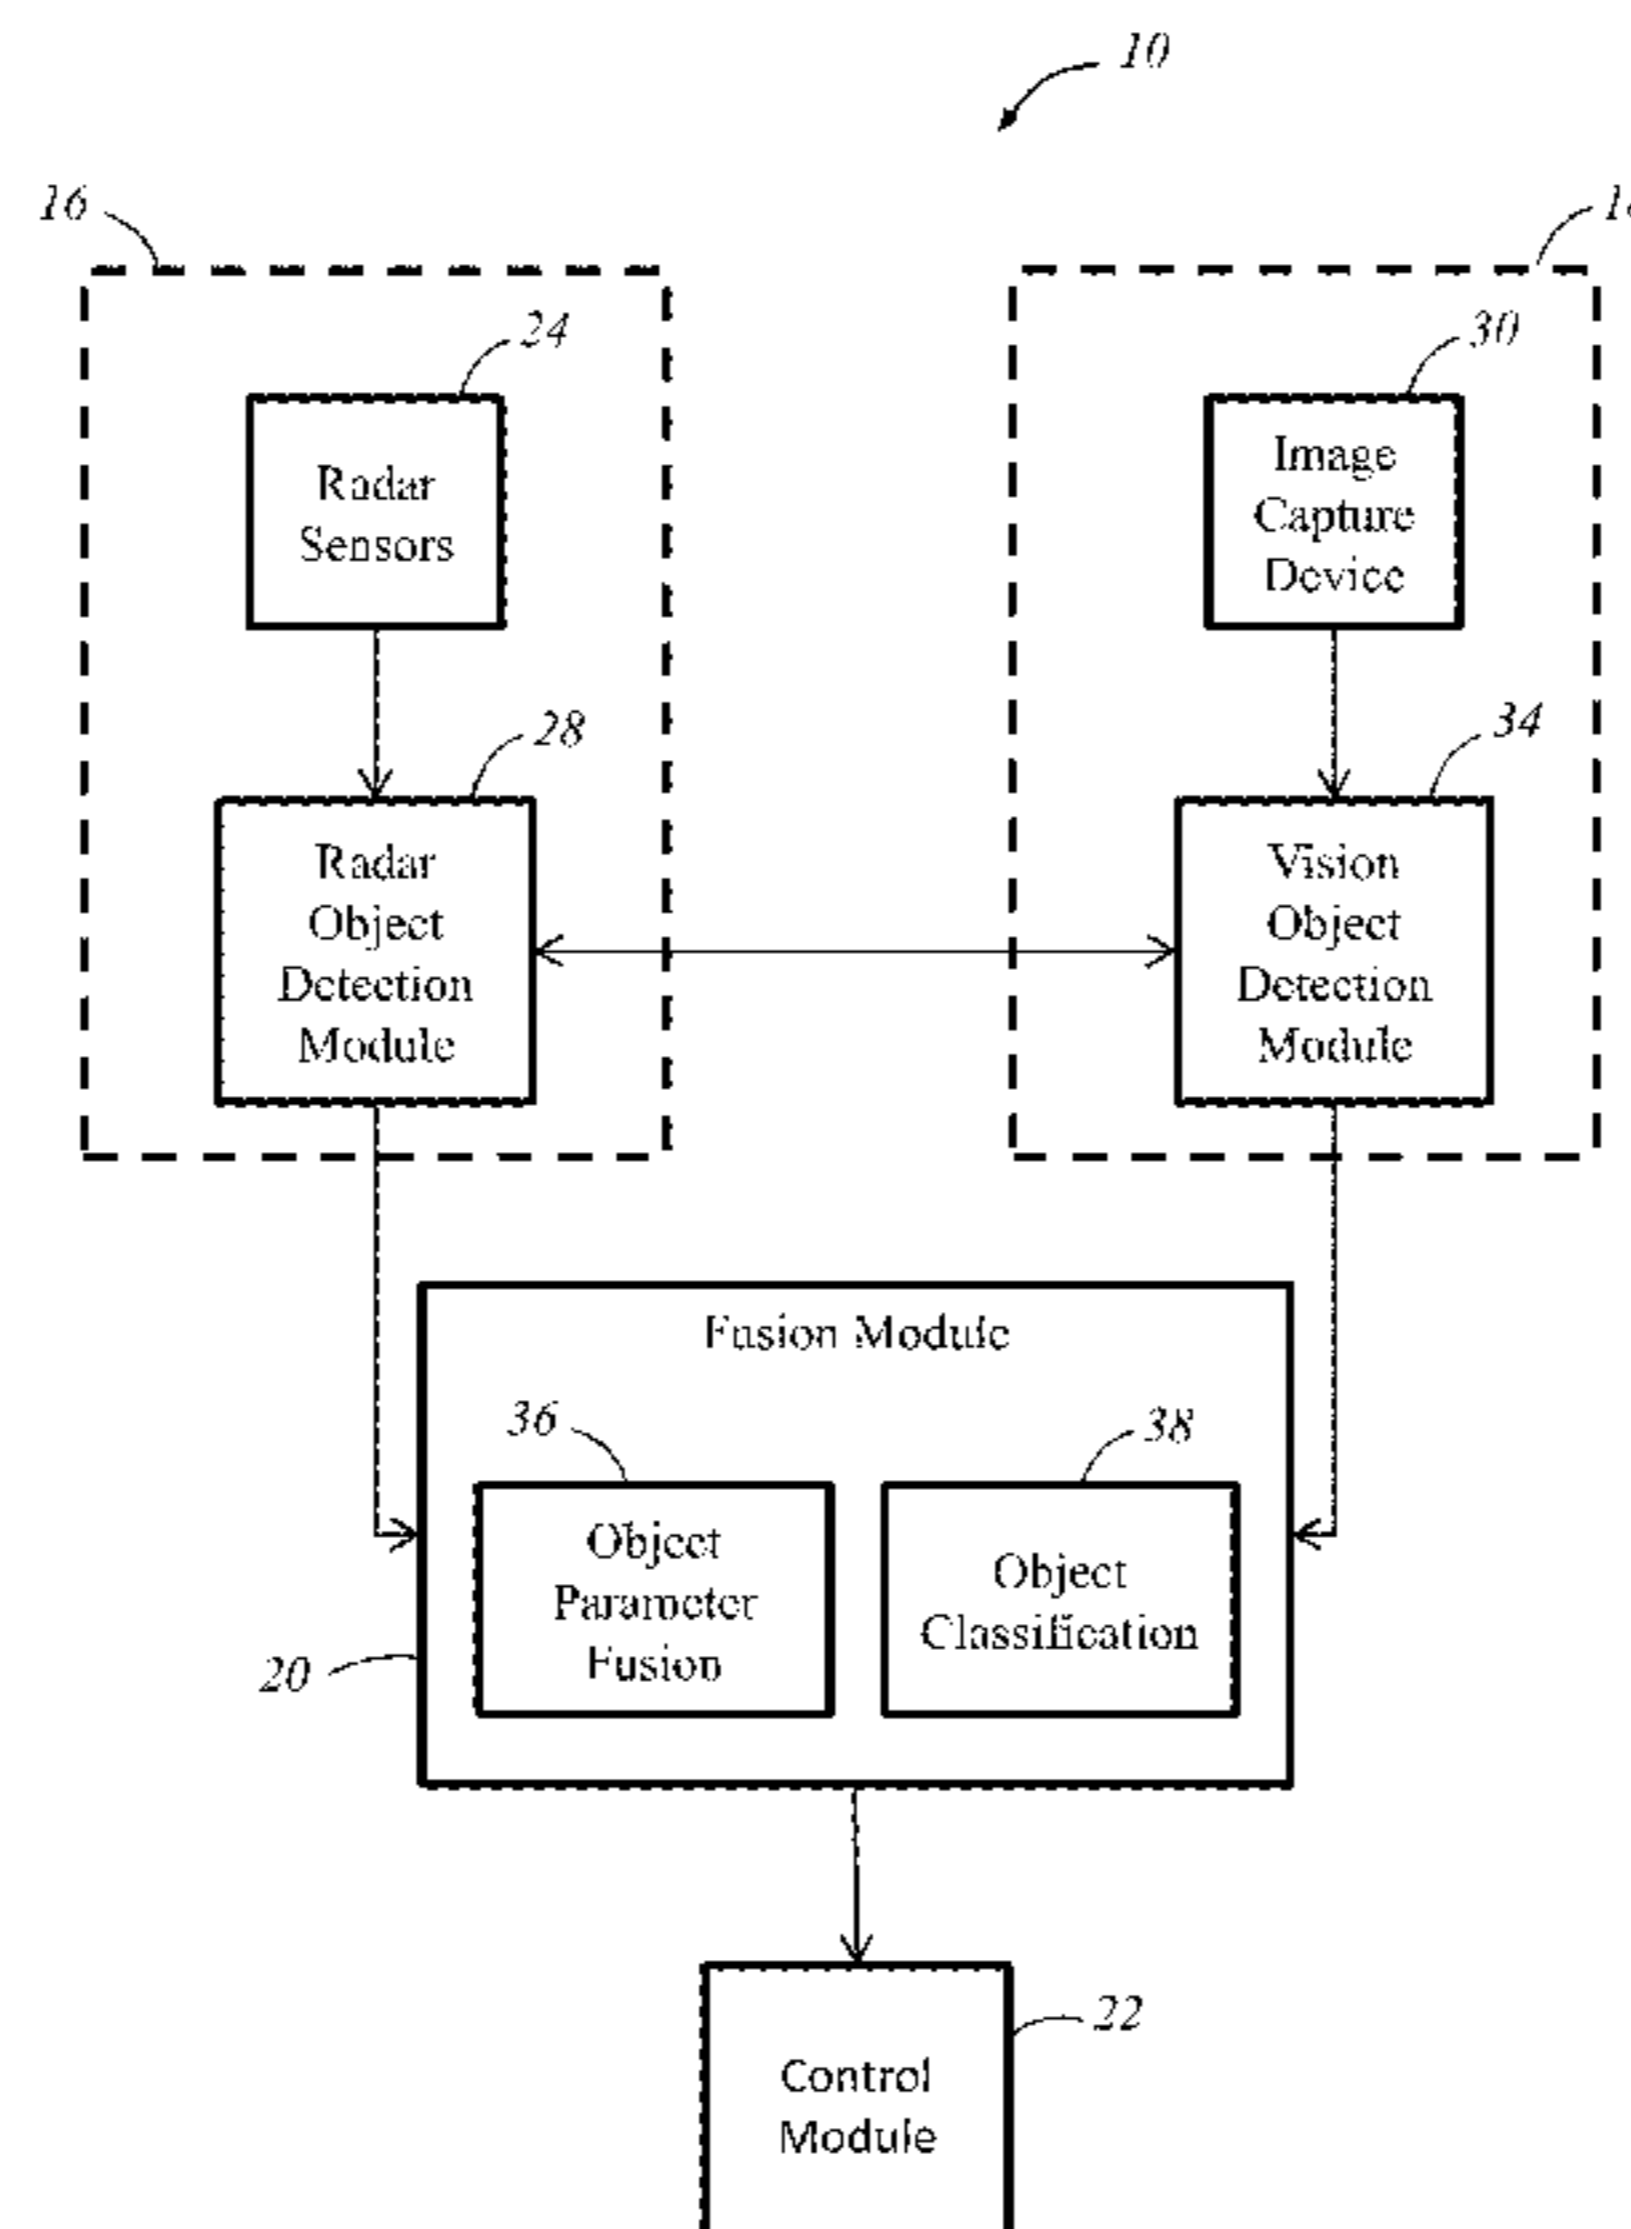 10
16
24
30
Radar
Sensors
Image
Capture
Device
28
34
Radar
Object
Detection
Module
Vision
Object
Detection
Module
Fusion Module
36
38
Object
Parameter
Fusion
Object
Classification
20
22
Control
Module